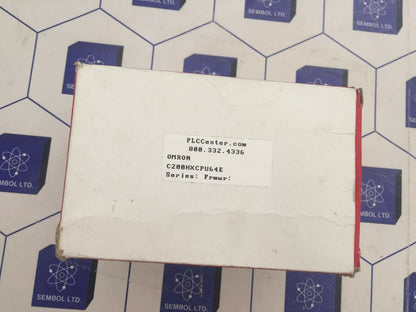 SEMBOL LTD.
SEMBOL LTD.
PLCCenter.com
800.332.4336
OMRON
C200HXCPU64E
Series: Frmwr:
SEMBOL LTD.
SEMBOL LTD.
SEMBOL LTD.
SEMBOL LTD.